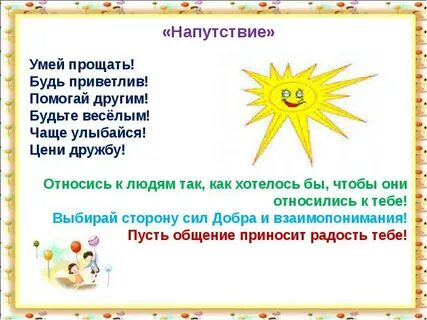 «Напутствие»
Умей прощать!
Будь приветлив!
Помогай другим!
Будьте весёлым!
Чаще улыбайся!
Цени дружбу!
Относись к людям так, как хотелось бы, чтобы они
относились к тебе!
Выбирай сторону сил Добра и взаимопонимания!
Пусть общение приносит радость тебе!